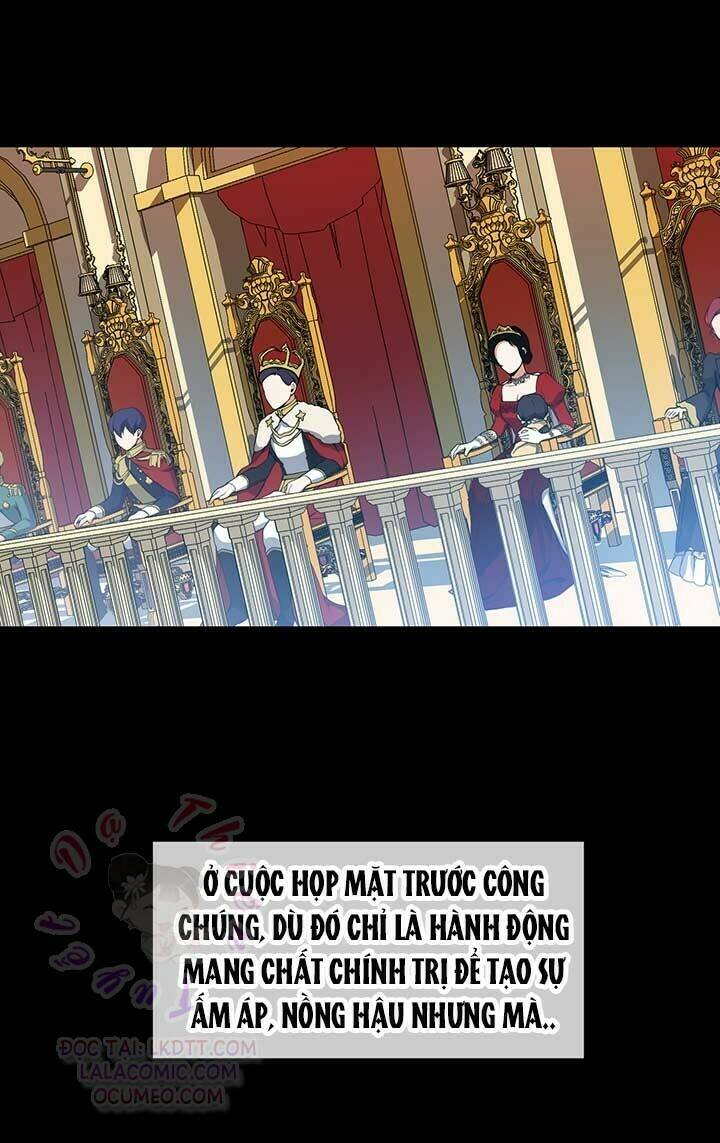 Ở CUỘC HỌP MẶT TRƯỚC CÔNG
CHÚNG, DÙ ĐÓ CHỈ LÀ HÀNH ĐỘNG
MANG CHẤT CHÍNH TRỊ ĐỂ TẠO SỰ
ẤM ÁP, NỒNG HẬU NHƯNG MÀ..
ĐỌC TẠI: LKDTT.COM
LALACOMIC.COM
OCUMEO.COM